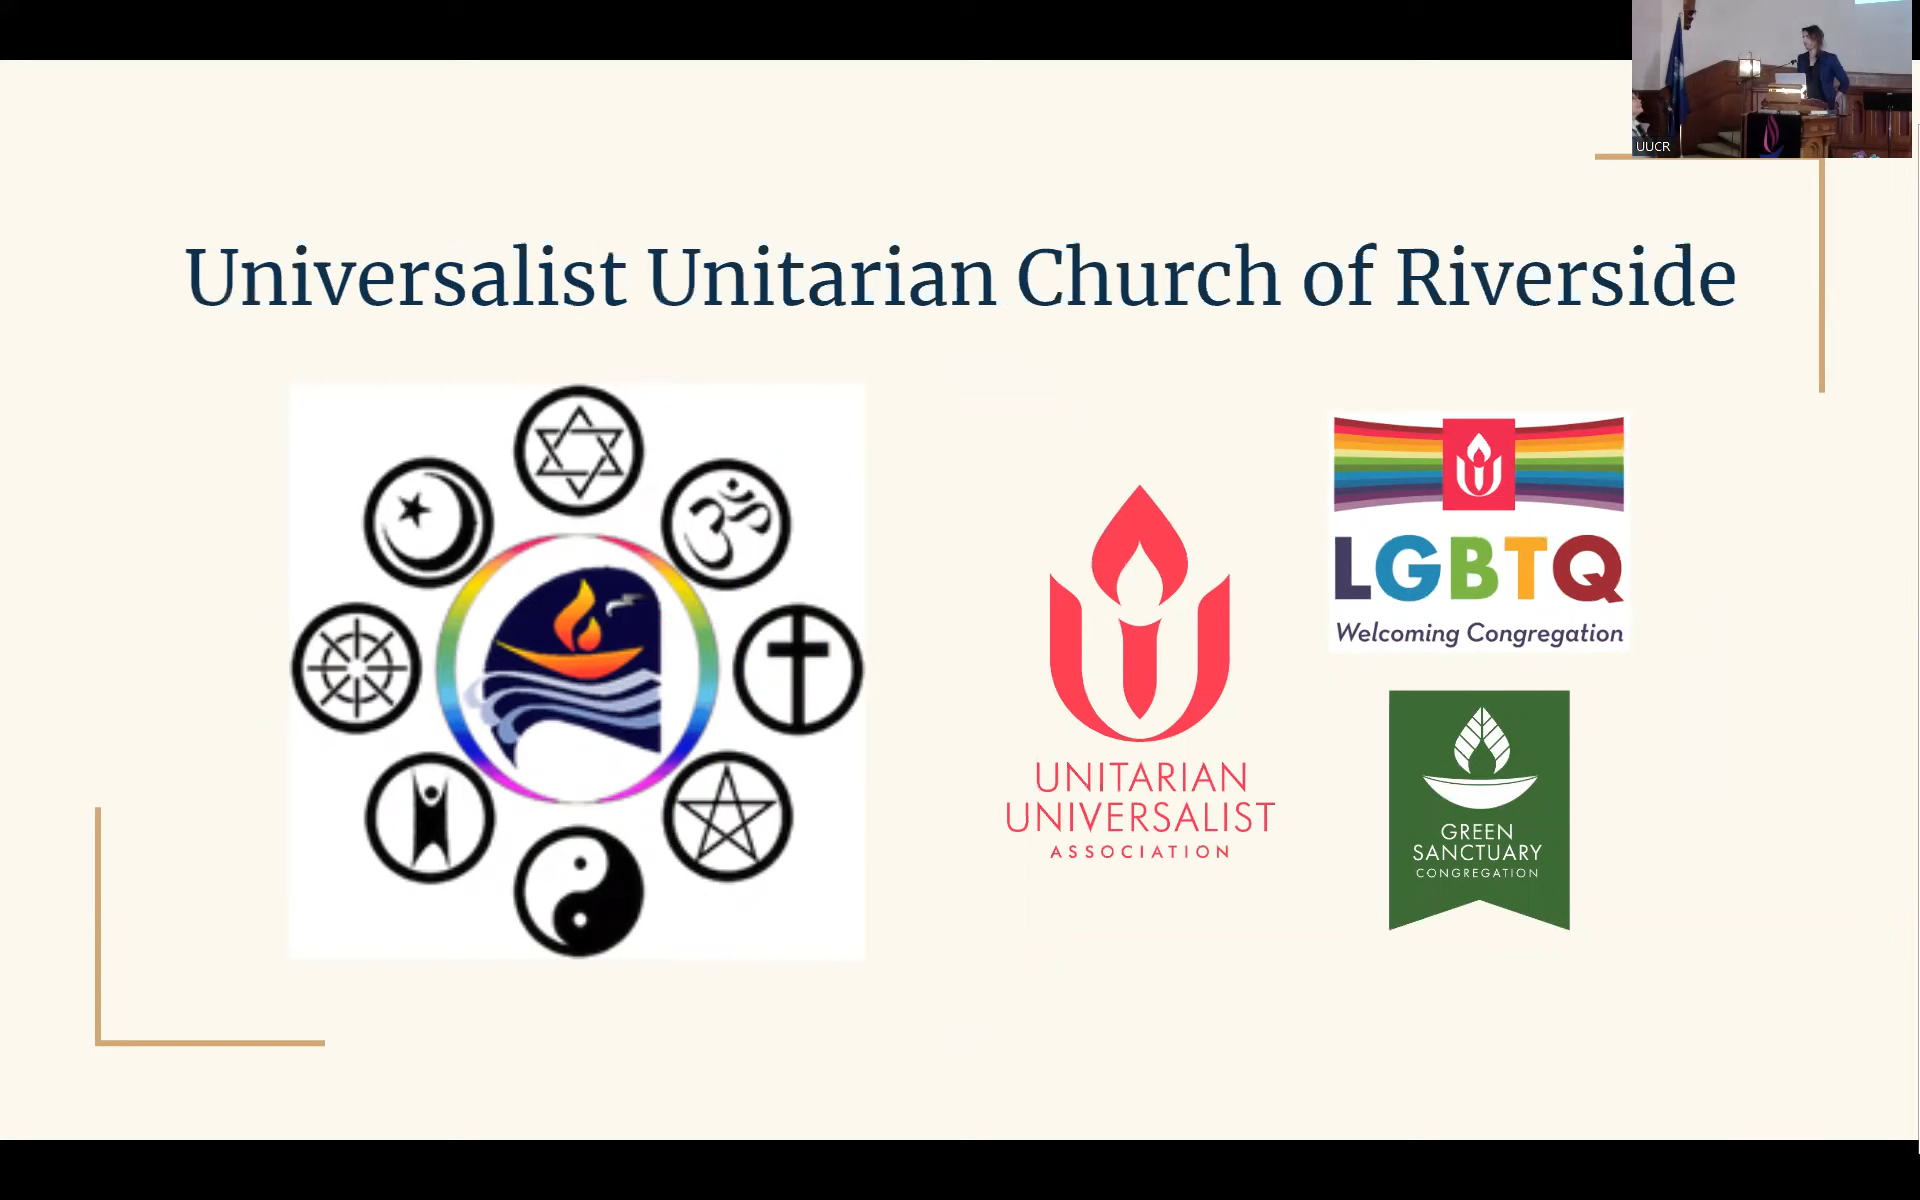 UUCR
Universalist Unitarian Church of Riverside
UNITARIAN
UNIVERSALIST
ASSOCIATION
LGBTQ
Welcoming Congregation
GREEN
SANCTUARY
CONGREGATION